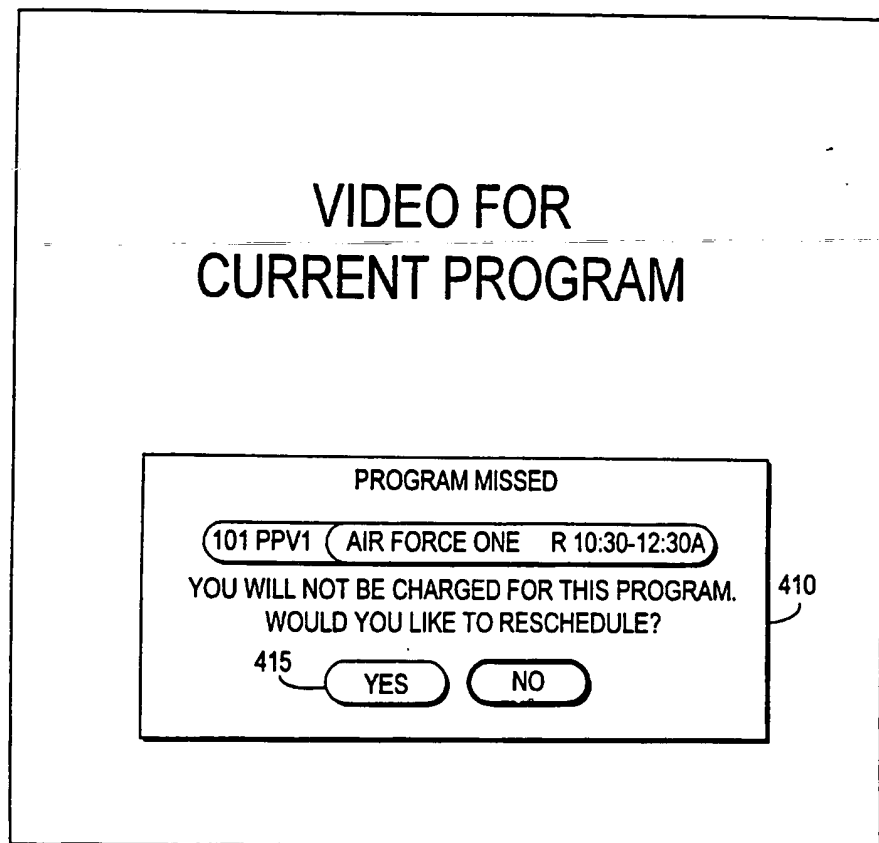 VIDEO FOR
CURRENT PROGRAM
PROGRAM MISSED
101 PPV1 AIR FORCE ONE R 10:30-12:30A
YOU WILL NOT BE CHARGED FOR THIS PROGRAM.
WOULD YOU LIKE TO RESCHEDULE?
410
415
YES
NO